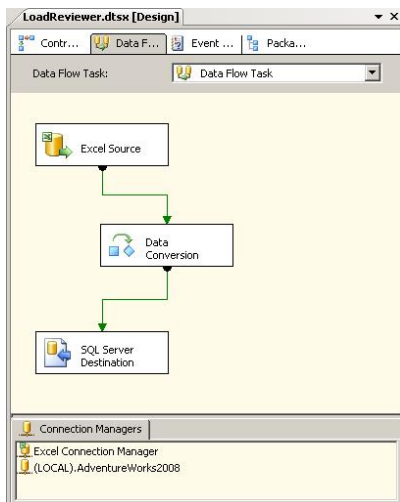 LoadReviewer.dtsx [Design]
Contr... Data F... Event ... Packa...
Data Flow Task: Data Flow Task
Excel Source
Data
Conversion
SQL Server
Destination
Connection Managers
Excel Connection Manager
(LOCAL).AdventureWorks2008